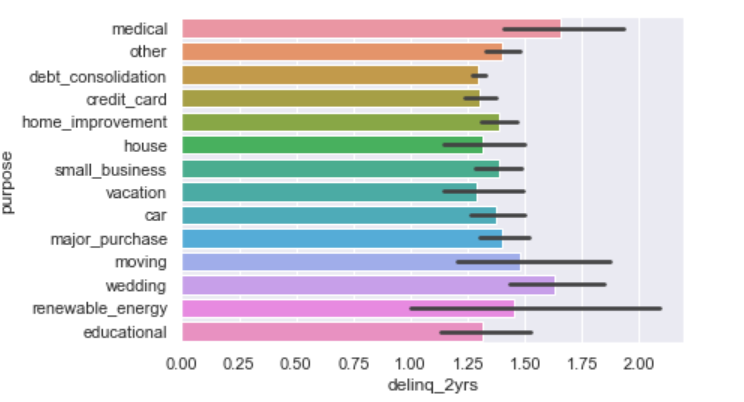 purpose
medical
other
debt_consolidation
credit_card
home_improvement
house
small_business
vacation
car
major_purchase
moving
wedding
renewable_energy
educational
0.00 0.25 0.50 0.75 1.00 1.25 1.50 1.75 2.00
delinq_2yrs